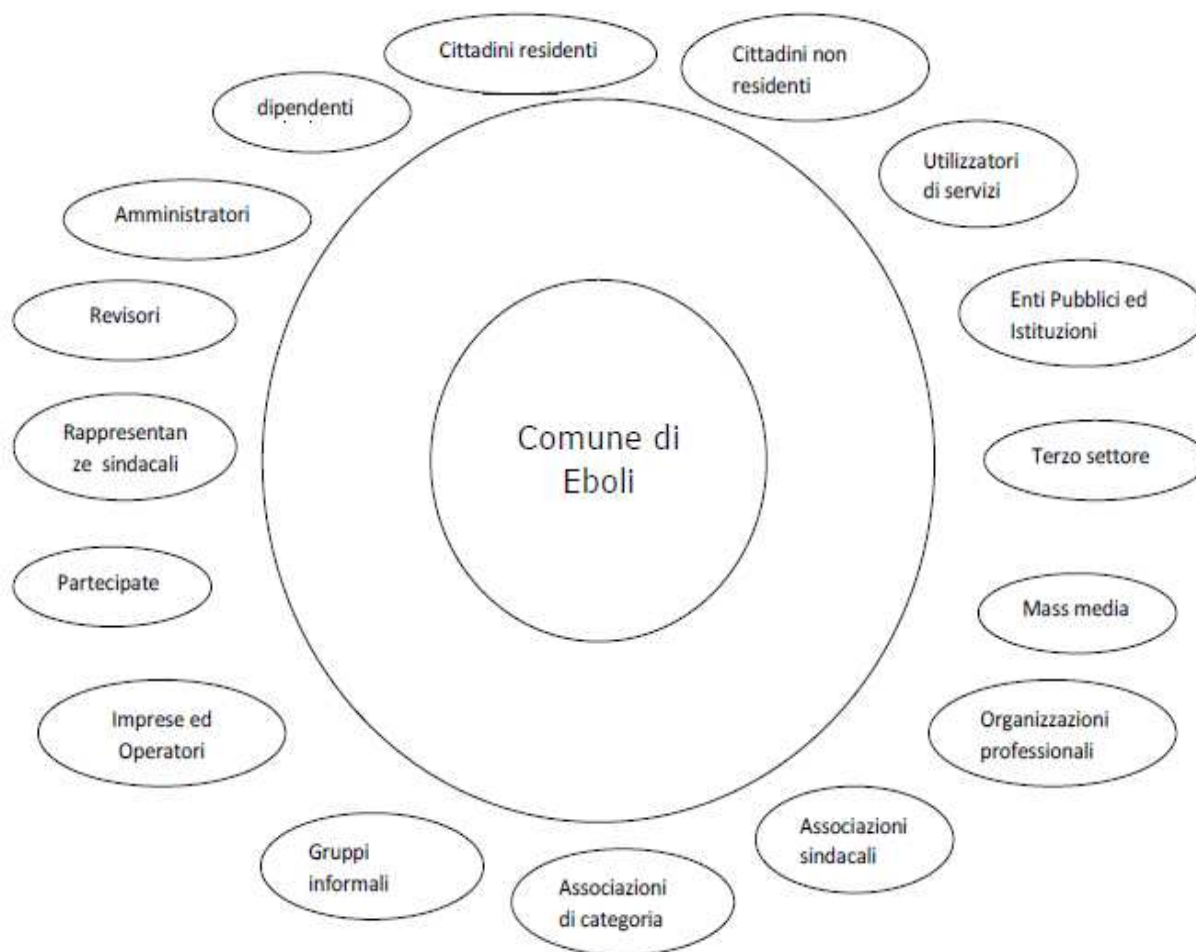 Cittadini residenti
Cittadini non
residenti
dipendenti
Utilizzatori
di servizi
Amministratori
Enti Pubblici ed
Istituzioni
Revisori
Comune di
Eboli
Rappresentan
ze sindacali
Terzo settore
Partecipate
Mass media
Imprese ed
Operatori
Organizzazioni
professionali
Associazioni
sindacali
Gruppi
informali
Associazioni
di categoria